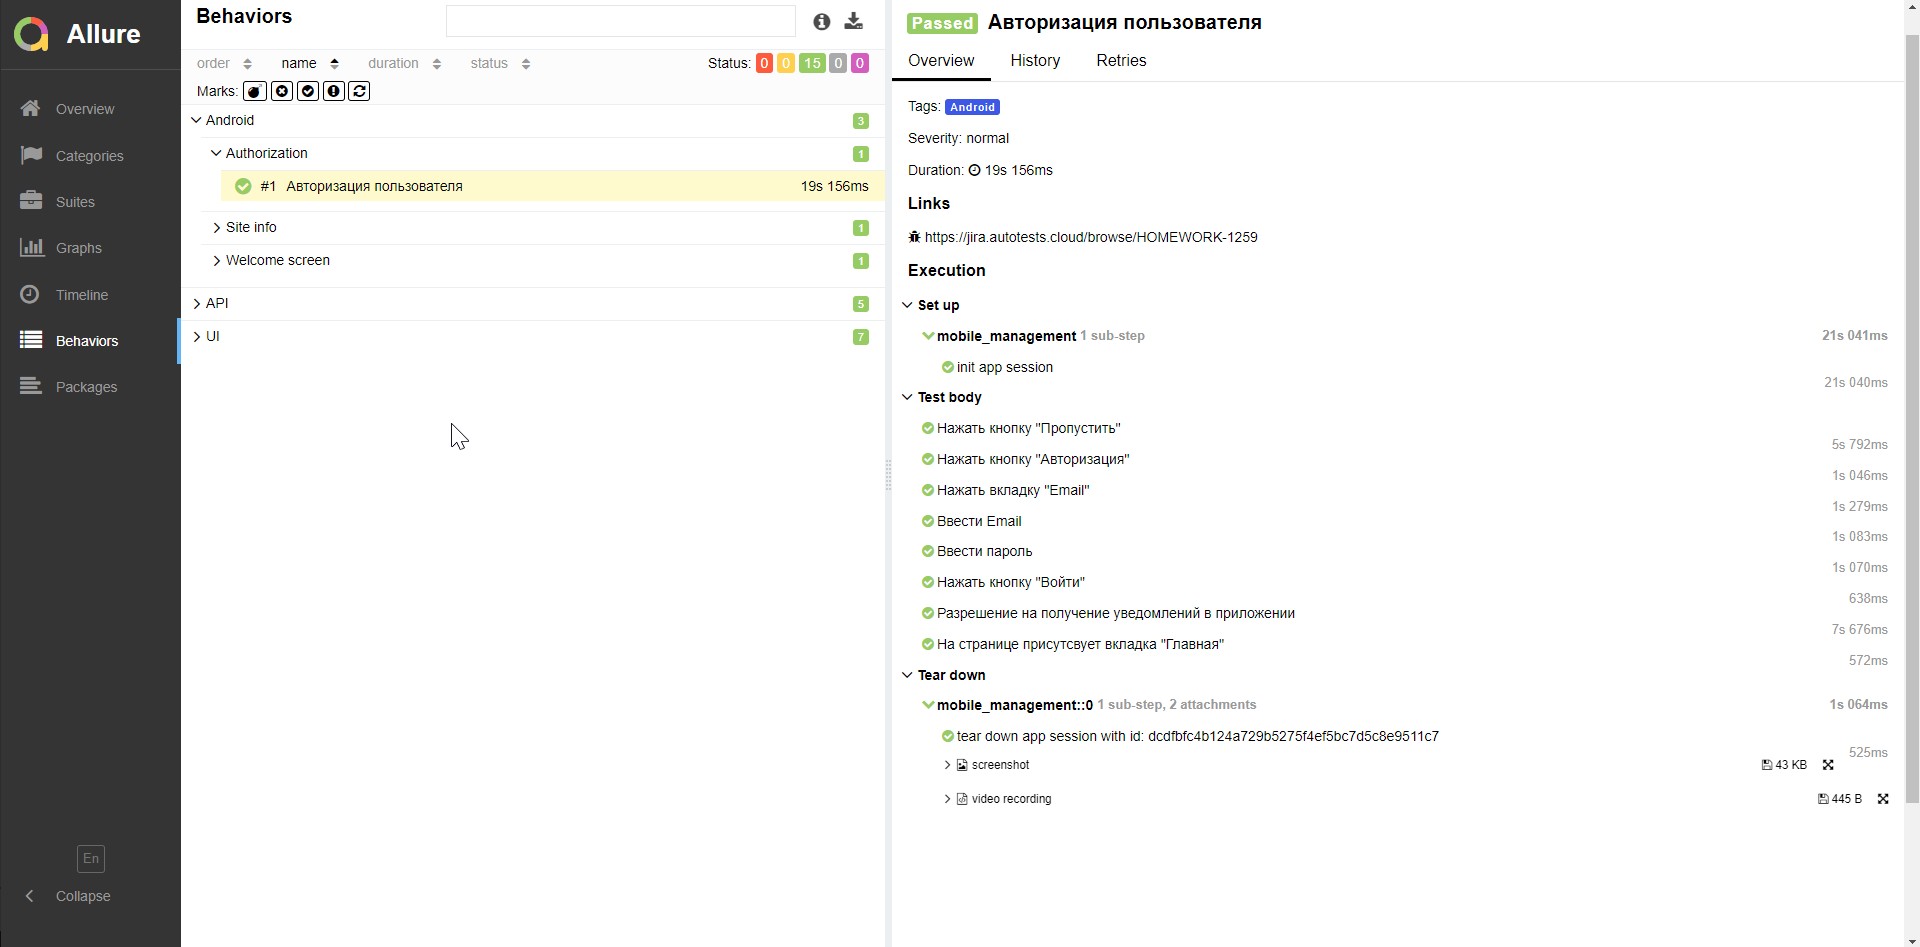 Allure
Overview
Categories
Suites
Graphs
Timeline
Behaviors
Packages
En
Collapse
Behaviors
order name duration status Status: 0 0 15 0 0
Marks:
Android 3
Authorization 1
#1 Авторизация пользователя 19s 156ms
Site info 1
Welcome screen 1
API 5
UI 7
Passed Авторизация пользователя
Overview History Retries
Tags: Android
Severity: normal
Duration: 19s 156ms
Links
https://jira.autotests.cloud/browse/HOMEWORK-1259
Execution
Set up
mobile_management 1 sub-step 21s 041ms
init app session
21s 040ms
Test body
Нажать кнопку "Пропустить"
5s 792ms
Нажать кнопку "Авторизация"
1s 046ms
Нажать вкладку "Email"
1s 279ms
Ввести Email
1s 083ms
Ввести пароль
1s 070ms
Нажать кнопку "Войти"
638ms
Разрешение на получение уведомлений в приложении
7s 676ms
На странице присутсвует вкладка "Главная"
572ms
Tear down
mobile_management::0 1 sub-step, 2 attachments 1s 064ms
tear down app session with id: dcdfbfc4b124a729b5275f4ef5bc7d5c8e9511c7
525ms
screenshot 43 KB
video recording 445 B